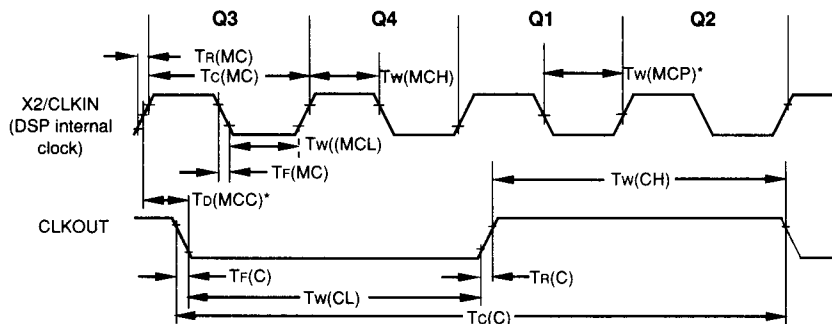 Q3 Q4 Q1 Q2
TR(MC)
TC(MC) TW(MCH) TW(MCP)*
X2/CLKIN
(DSP internal
clock)
TW((MCL)
TF(MC)
TW(CH)
TD(MCC)*
CLKOUT
TF(C) TR(C)
TW(CL)
TC(C)